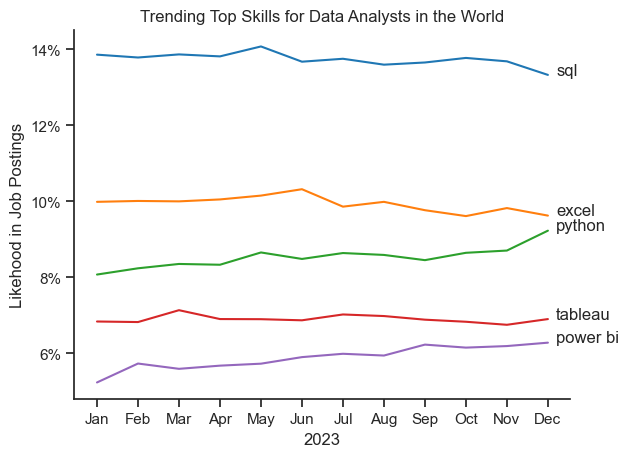 Trending Top Skills for Data Analysts in the World
Likehood in Job Postings
14%
12%
10%
8%
6%
sql
excel
python
tableau
power bi
Jan Feb Mar Apr May Jun Jul Aug Sep Oct Nov Dec
2023